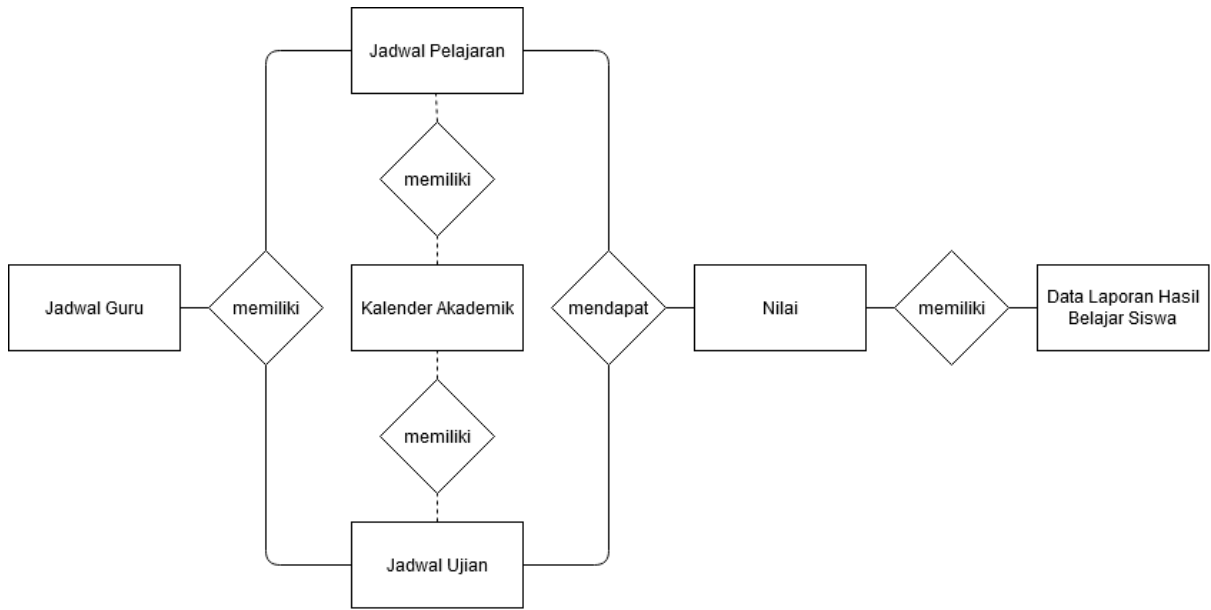 Jadwal Pelajaran
memiliki
Jadwal Guru
memiliki
Kalender Akademik
mendapat
Nilai
memiliki
Data Laporan Hasil
Belajar Siswa
memiliki
Jadwal Ujian